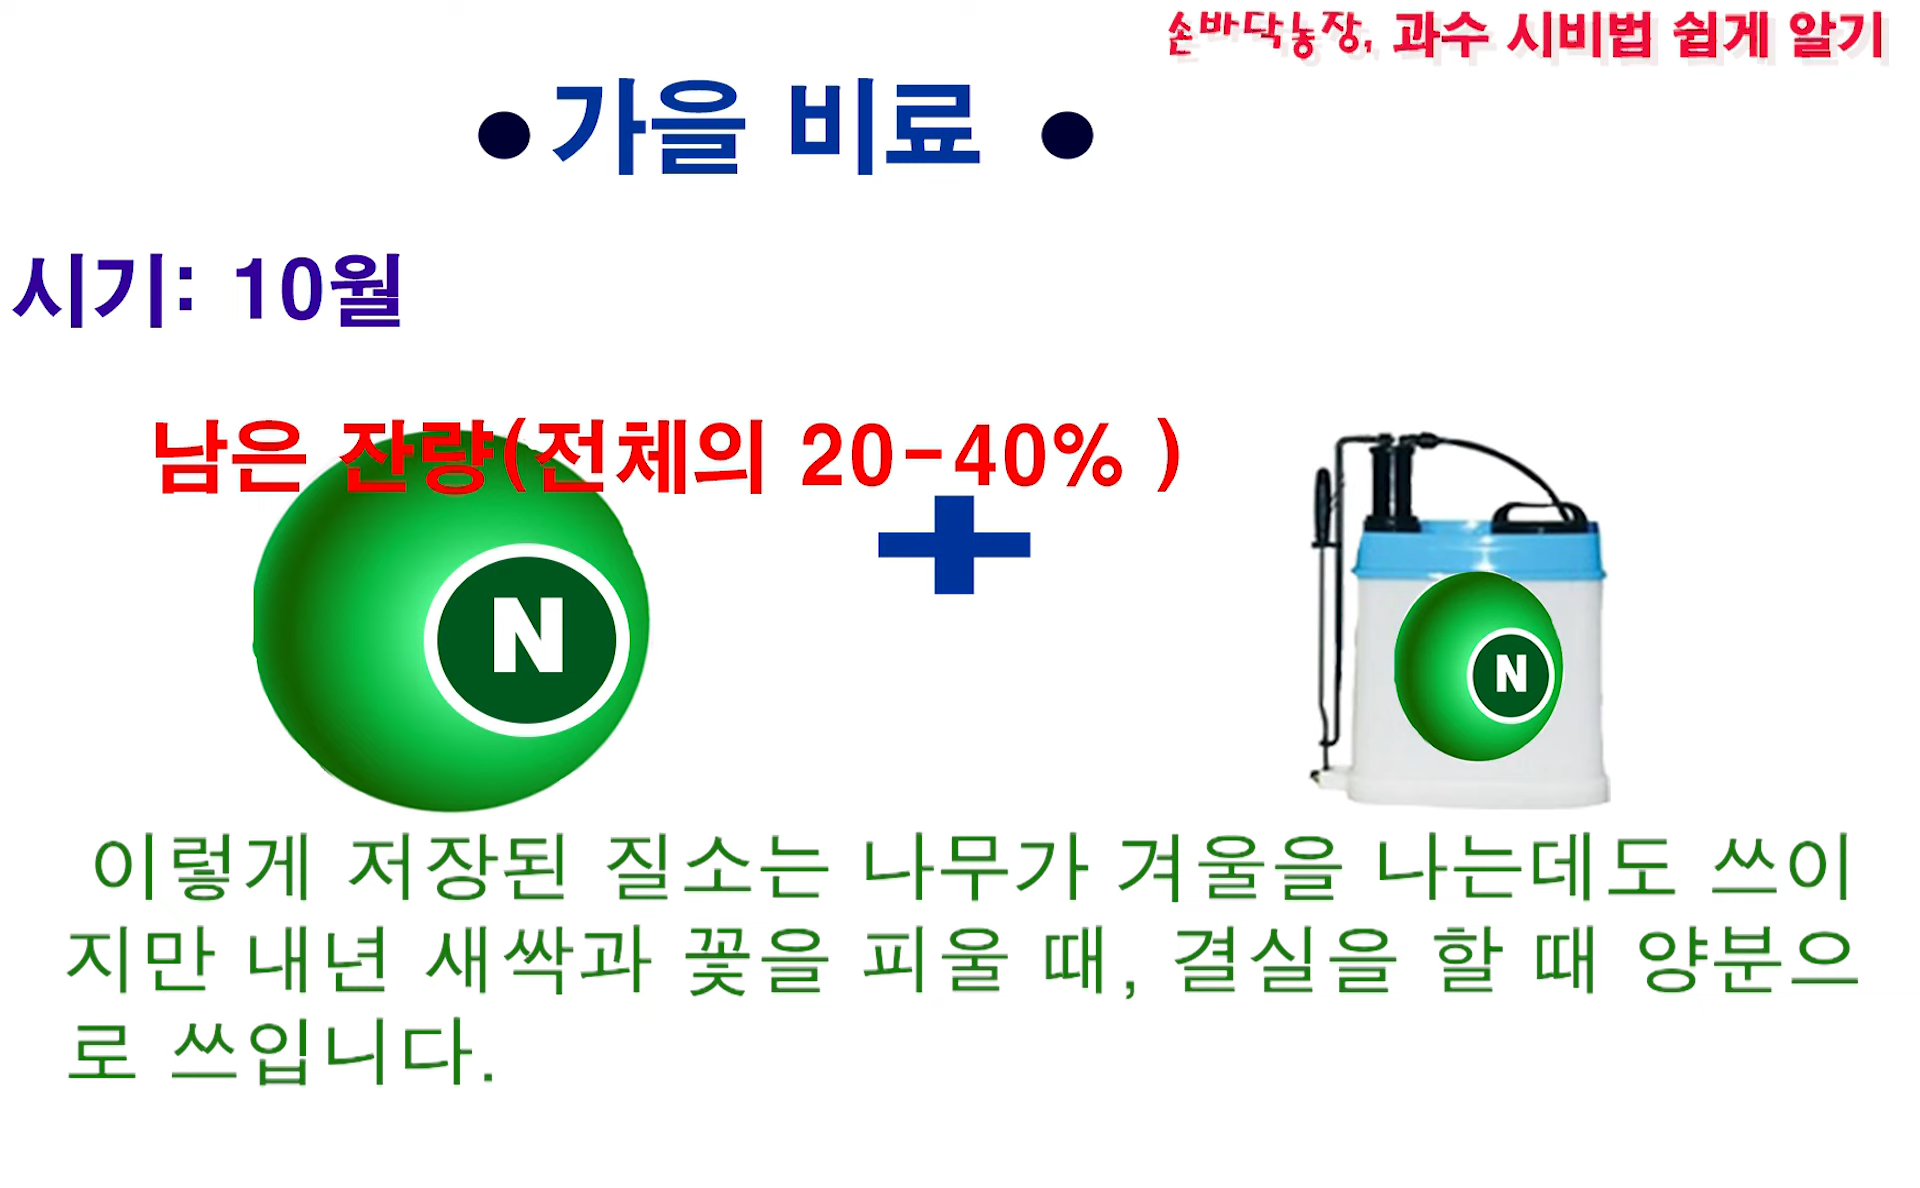 손바닥농장, 과수 시비법 쉽게 알기
●가을 비료 ●
시기: 10월
남은 잔량(전체의 20-40% )
N
N
이렇게 저장된 질소는 나무가 겨울을 나는데도 쓰이
지만 내년 새싹과 꽃을 피울 때, 결실을 할 때 양분으
로 쓰입니다.